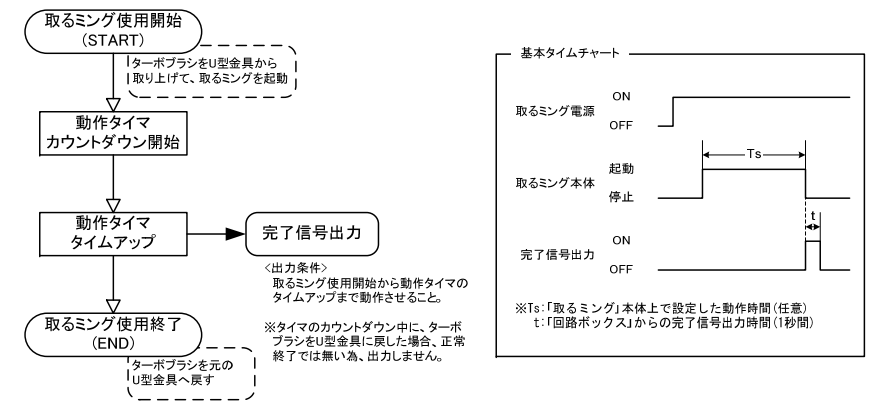 取るミング使用開始
(START)
ターボブラシをU型金具から
取り上げて、取るミングを起動
動作タイマ
カウントダウン開始
動作タイマ
タイムアップ
完了信号出力
<出力条件>
取るミング使用開始から動作タイマの
タイムアップまで動作させること。
※タイマのカウントダウン中に、ターボ
ブラシをU型金具に戻した場合、正常
終了では無い為、出力しません。
取るミング使用終了
(END)
ターボブラシを元の
U型金具へ戻す
基本タイムチャート
取るミング電源
ON
OFF
取るミング本体
起動
停止
Ts
完了信号出力
ON
OFF
t
※Ts:「取るミング」本体上で設定した動作時間(任意)
t:「回路ボックス」からの完了信号出力時間(1秒間)